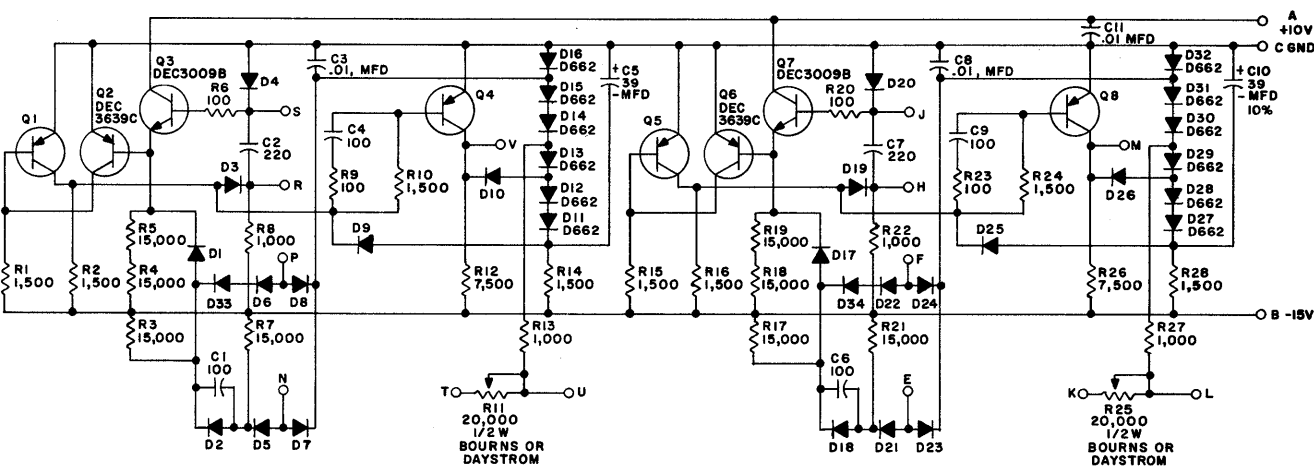 A
+10V
C GND
B -15V
Q1
Q2
DEC
3639C
Q3
DEC3009B
R6
100
D4
S
C2
220
D3
R
C3
.01, MFD
C4
100
R9
100
R10
1,500
Q4
V
D10
D9
D16
D662
D15
D662
D14
D662
D13
D662
D12
D662
D11
D662
+C5
39
-MFD
R1
1,500
R2
1,500
R5
15,000
R4
15,000
R3
15,000
D1
R8
1,000
P
D33
D6
D8
R7
15,000
C1
100
N
D2
D5
D7
R12
7,500
R14
1,500
R13
1,000
T
U
R11
20,000
1/2W
BOURNS OR
DAYSTROM
Q5
Q6
DEC
3639C
Q7
DEC3009B
R20
100
D20
J
C7
220
D19
H
C8
.01, MFD
C9
100
R23
100
R24
1,500
C11
.01 MFD
Q8
M
D26
D25
D32
D662
D31
D662
D30
D662
D29
D662
D28
D662
D27
D662
+C10
39
-MFD
10%
R15
1,500
R16
1,500
R19
15,000
R18
15,000
R17
15,000
D17
R22
1,000
F
D34
D22
D24
R21
15,000
C6
100
E
D18
D21
D23
R26
7,500
R28
1,500
R27
1,000
K
L
R25
20,000
1/2W
BOURNS OR
DAYSTROM